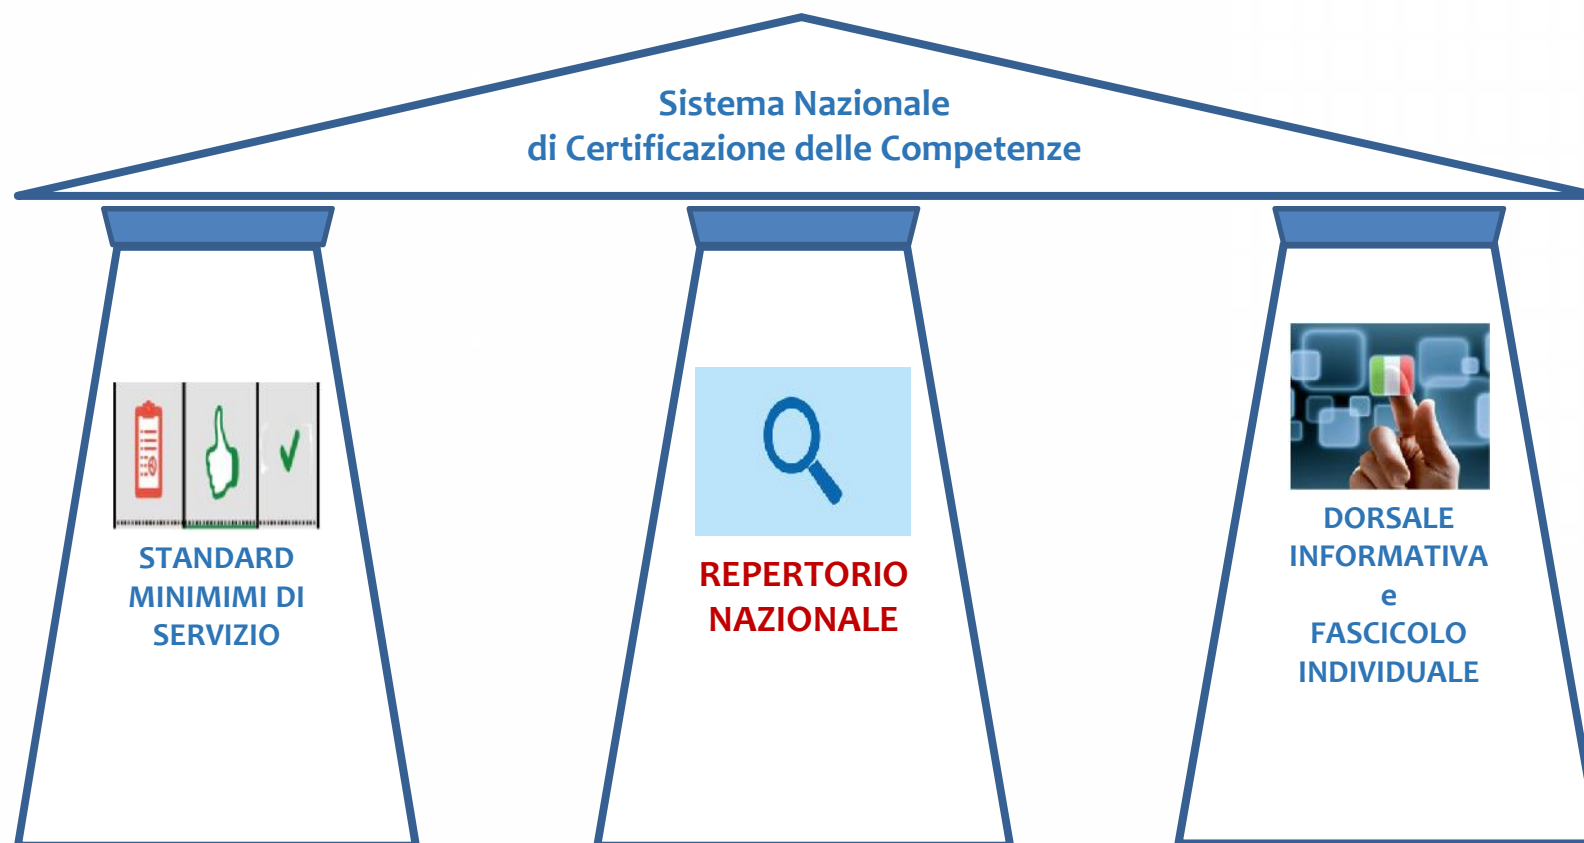 Sistema Nazionale
di Certificazione delle Competenze
STANDARD
MINIMIMI DI
SERVIZIO
REPERTORIO
NAZIONALE
DORSALE
INFORMATIVA
e
FASCICOLO
INDIVIDUALE